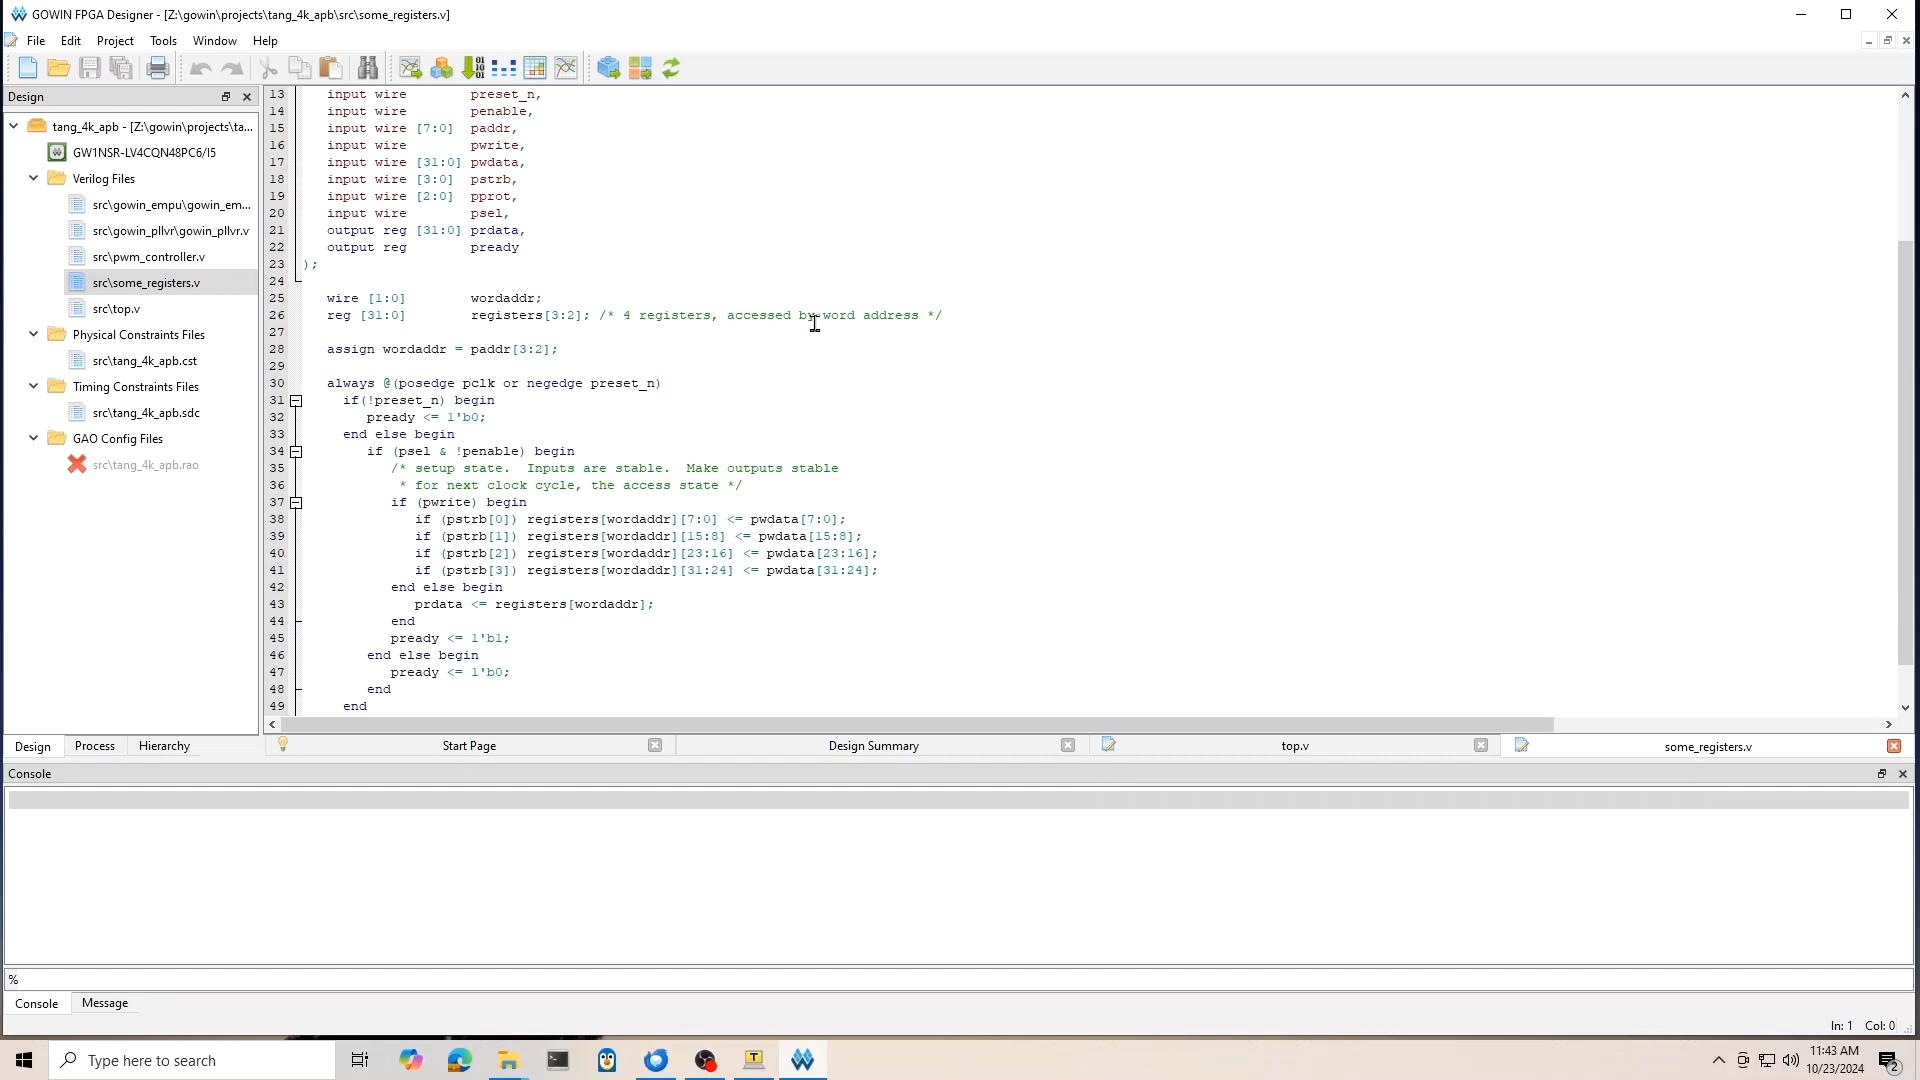 GOWIN FPGA Designer - [Z:\gowin\projects\tang_4k_apb\src\some_registers.v]
File Edit Project Tools Window Help
Design
tang_4k_apb - [Z:\gowin\projects\ta...
GW1NSR-LV4CQN48PC6/I5
Verilog Files
src\gowin_empu\gowin_em...
src\gowin_pllvr\gowin_pllvr.v
src\pwm_controller.v
src\some_registers.v
src\top.v
Physical Constraints Files
src\tang_4k_apb.cst
Timing Constraints Files
src\tang_4k_apb.sdc
GAO Config Files
src\tang_4k_apb.rao
Design Process Hierarchy
13 input wire preset_n,
14 input wire penable,
15 input wire [7:0] paddr,
16 input wire pwrite,
17 input wire [31:0] pwdata,
18 input wire [3:0] pstrb,
19 input wire [2:0] pprot,
20 input wire psel,
21 output reg [31:0] prdata,
22 output reg pready
23 );
24
25 wire [1:0] wordaddr;
26 reg [31:0] registers[3:2]; /* 4 registers, accessed by word address */
27
28 assign wordaddr = paddr[3:2];
29
30 always @(posedge pclk or negedge preset_n)
31 if(!preset_n) begin
32 pready <= 1'b0;
33 end else begin
34 if (psel & !penable) begin
35 /* setup state.  Inputs are stable.  Make outputs stable
36 * for next clock cycle, the access state */
37 if (pwrite) begin
38 if (pstrb[0]) registers[wordaddr][7:0] <= pwdata[7:0];
39 if (pstrb[1]) registers[wordaddr][15:8] <= pwdata[15:8];
40 if (pstrb[2]) registers[wordaddr][23:16] <= pwdata[23:16];
41 if (pstrb[3]) registers[wordaddr][31:24] <= pwdata[31:24];
42 end else begin
43 prdata <= registers[wordaddr];
44 end
45 pready <= 1'b1;
46 end else begin
47 pready <= 1'b0;
48 end
49 end
Start Page Design Summary top.v some_registers.v
Console
%
Console Message
In: 1 Col: 0
Type here to search
11:43 AM
10/23/2024
2